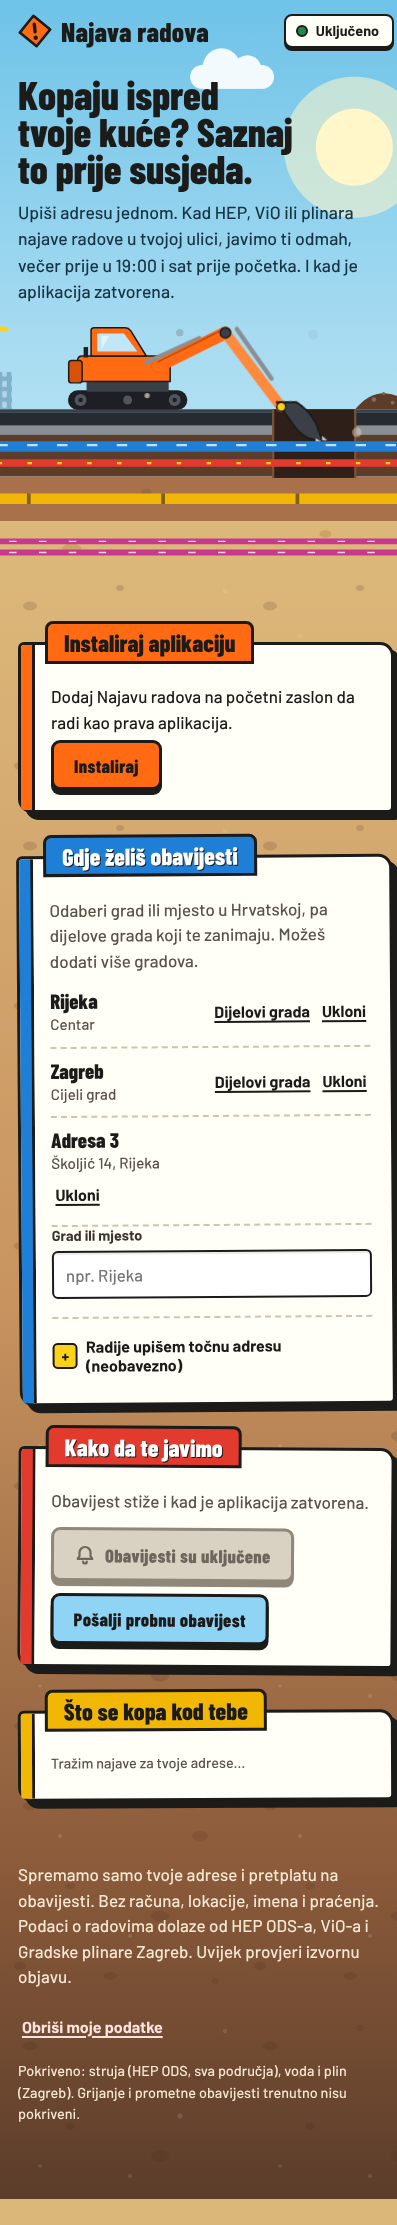 Najava radova
Uključeno
Kopaju ispred
tvoje kuće? Saznaj
to prije susjeda.
Upiši adresu jednom. Kad HEP, ViO ili plinara
najave radove u tvojoj ulici, javimo ti odmah,
večer prije u 19:00 i sat prije početka. I kad je
aplikacija zatvorena.
Instaliraj aplikaciju
Dodaj Najavu radova na početni zaslon da
radi kao prava aplikacija.
Instaliraj
Gdje želiš obavijesti
Odaberi grad ili mjesto u Hrvatskoj, pa
dijelove grada koji te zanimaju. Možeš
dodati više gradova.
Rijeka
Centar
Dijelovi grada Ukloni
Zagreb
Cijeli grad
Dijelovi grada Ukloni
Adresa 3
Školjić 14, Rijeka
Ukloni
Grad ili mjesto
npr. Rijeka
+ Radije upišem točnu adresu
(neobavezno)
Kako da te javimo
Obavijest stiže i kad je aplikacija zatvorena.
Obavijesti su uključene
Pošalji probnu obavijest
Što se kopa kod tebe
Tražim najave za tvoje adrese...
Spremamo samo tvoje adrese i pretplatu na
obavijesti. Bez računa, lokacije, imena i praćenja.
Podaci o radovima dolaze od HEP ODS-a, ViO-a i
Gradske plinare Zagreb. Uvijek provjeri izvornu
objavu.
Obriši moje podatke
Pokriveno: struja (HEP ODS, sva područja), voda i plin
(Zagreb). Grijanje i prometne obavijesti trenutno nisu
pokriveni.